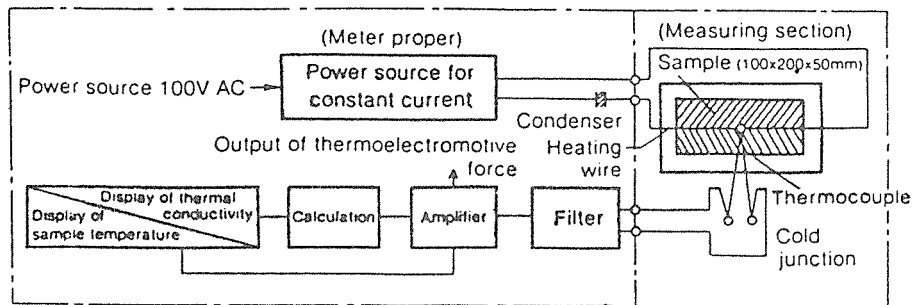 (Meter proper)
(Measuring section)
Power source 100V AC
Power source for
constant current
Sample (100x200x50mm)
Condenser
Heating
wire
Output of thermoelectromotive
force
Thermocouple
Display of thermal
conductivity
Display of
sample temperature
Calculation
Amplifier
Filter
Cold
junction